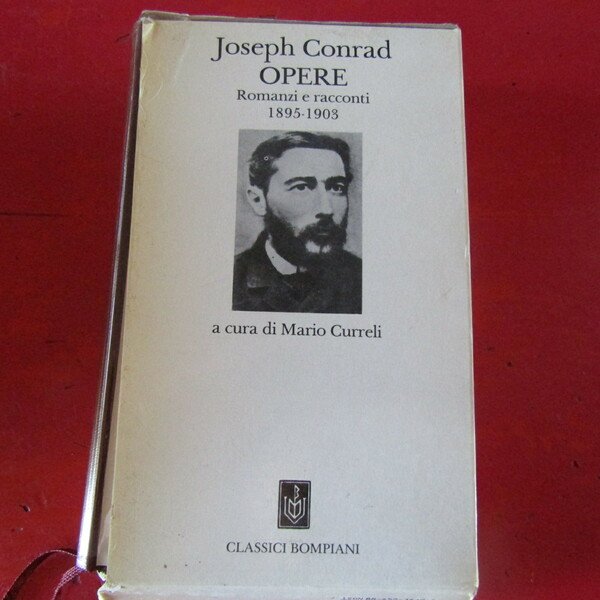 Joseph Conrad
OPERE
Romanzi e racconti
1895-1903
a cura di Mario Curreli
CLASSICI BOMPIANI